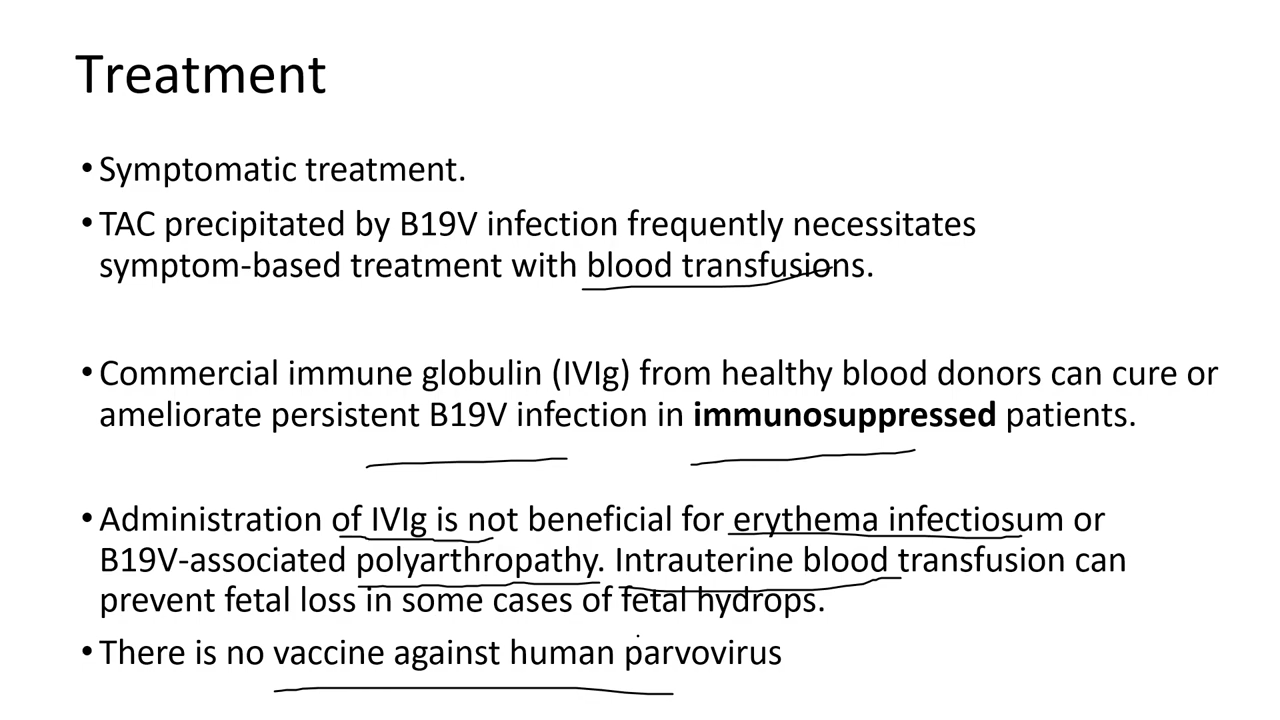 Treatment
•Symptomatic treatment.
•TAC precipitated by B19V infection frequently necessitates
symptom-based treatment with blood transfusions.
•Commercial immune globulin (IVIg) from healthy blood donors can cure or
ameliorate persistent B19V infection in immunosuppressed patients.
•Administration of IVIg is not beneficial for erythema infectiosum or
B19V-associated polyarthropathy. Intrauterine blood transfusion can
prevent fetal loss in some cases of fetal hydrops.
•There is no vaccine against human parvovirus